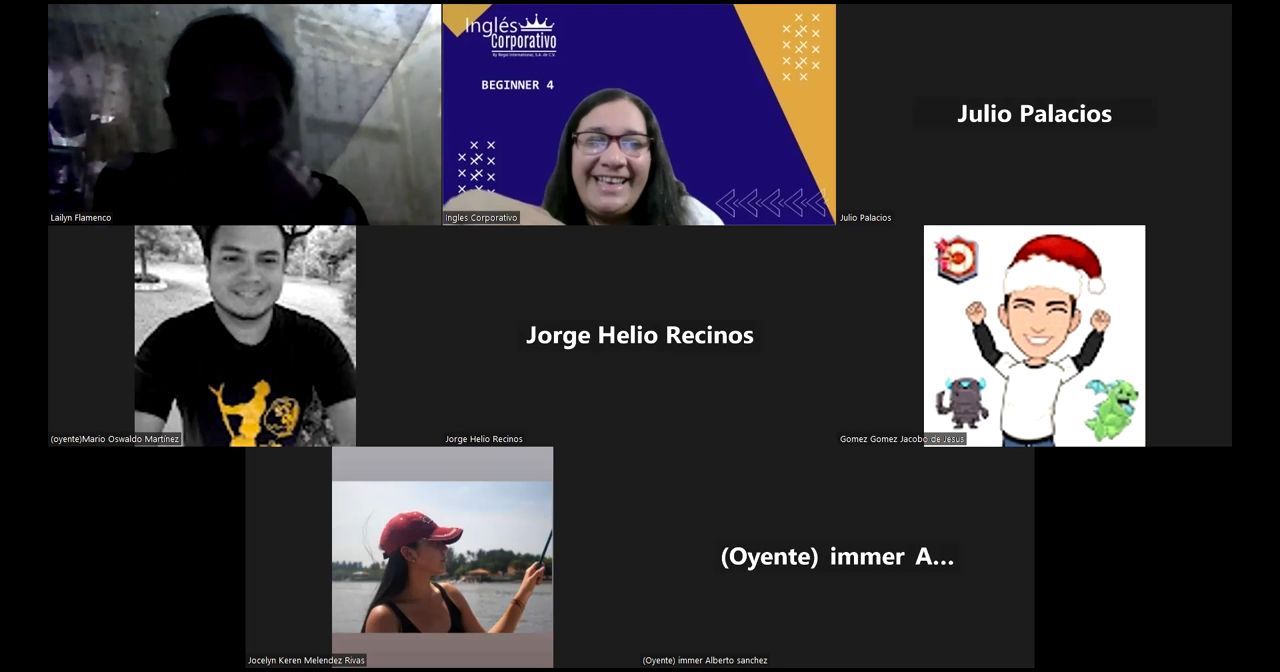 Inglés
Corporativo
BEGINNER 4
Lailyn Flamenco
Ingles Corporativo
Julio Palacios
Julio Palacios
(oyente)Mario Oswaldo Martínez
Jorge Helio Recinos
Jorge Helio Recinos
Gomez Gomez Jacobo de Jesus
Jocelyn Keren Melendez Rivas
(Oyente) immer A...
(Oyente) immer Alberto sanchez